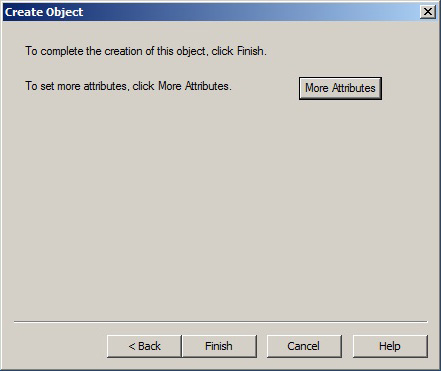 Create Object
To complete the creation of this object, click Finish.
To set more attributes, click More Attributes.
More Attributes
< Back
Finish
Cancel
Help